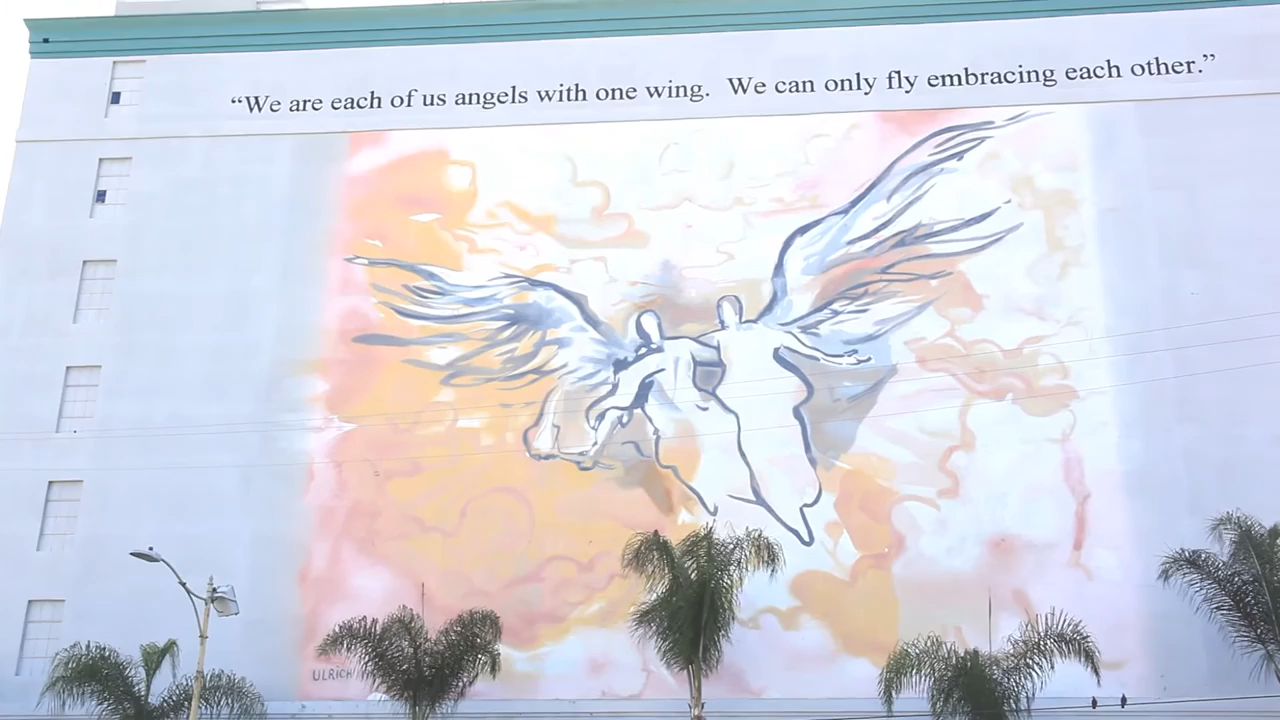 “We are each of us angels with one wing. We can only fly embracing each other.”
ULRICH